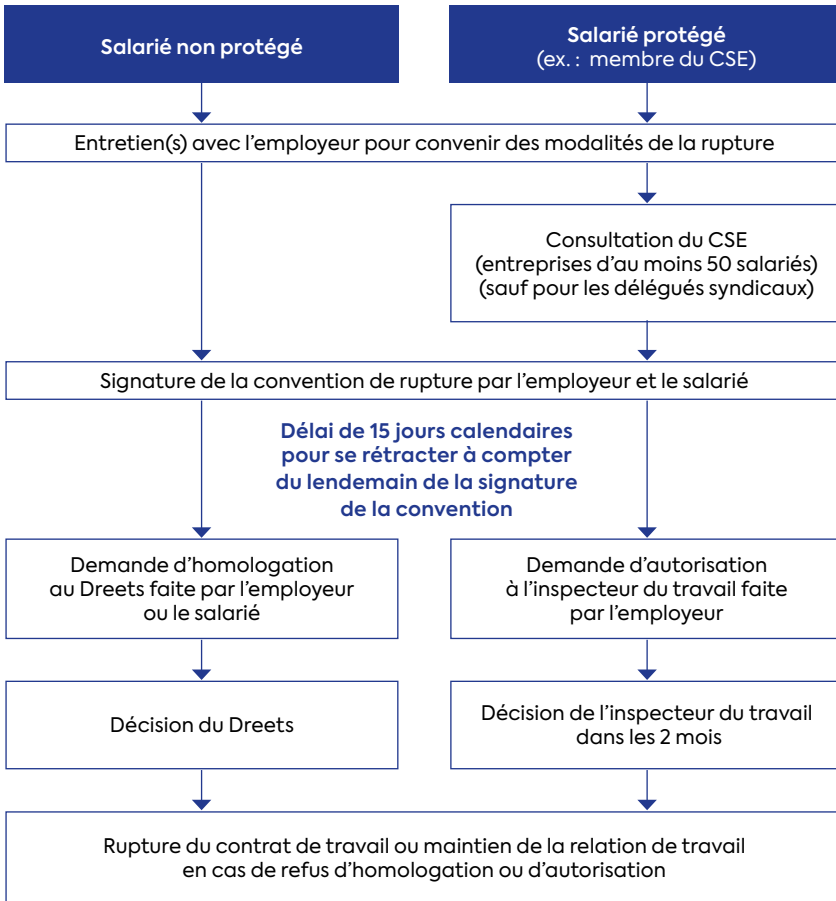 Salarié non protégé
Salarié protégé
(ex. : membre du CSE)
Entretien(s) avec l’employeur pour convenir des modalités de la rupture
Consultation du CSE
(entreprises d’au moins 50 salariés)
(sauf pour les délégués syndicaux)
Signature de la convention de rupture par l’employeur et le salarié
Délai de 15 jours calendaires
pour se rétracter à compter
du lendemain de la signature
de la convention
Demande d’homologation
au Dreets faite par l’employeur
ou le salarié
Demande d’autorisation
à l’inspecteur du travail faite
par l’employeur
Décision du Dreets
Décision de l’inspecteur du travail
dans les 2 mois
Rupture du contrat de travail ou maintien de la relation de travail
en cas de refus d’homologation ou d’autorisation